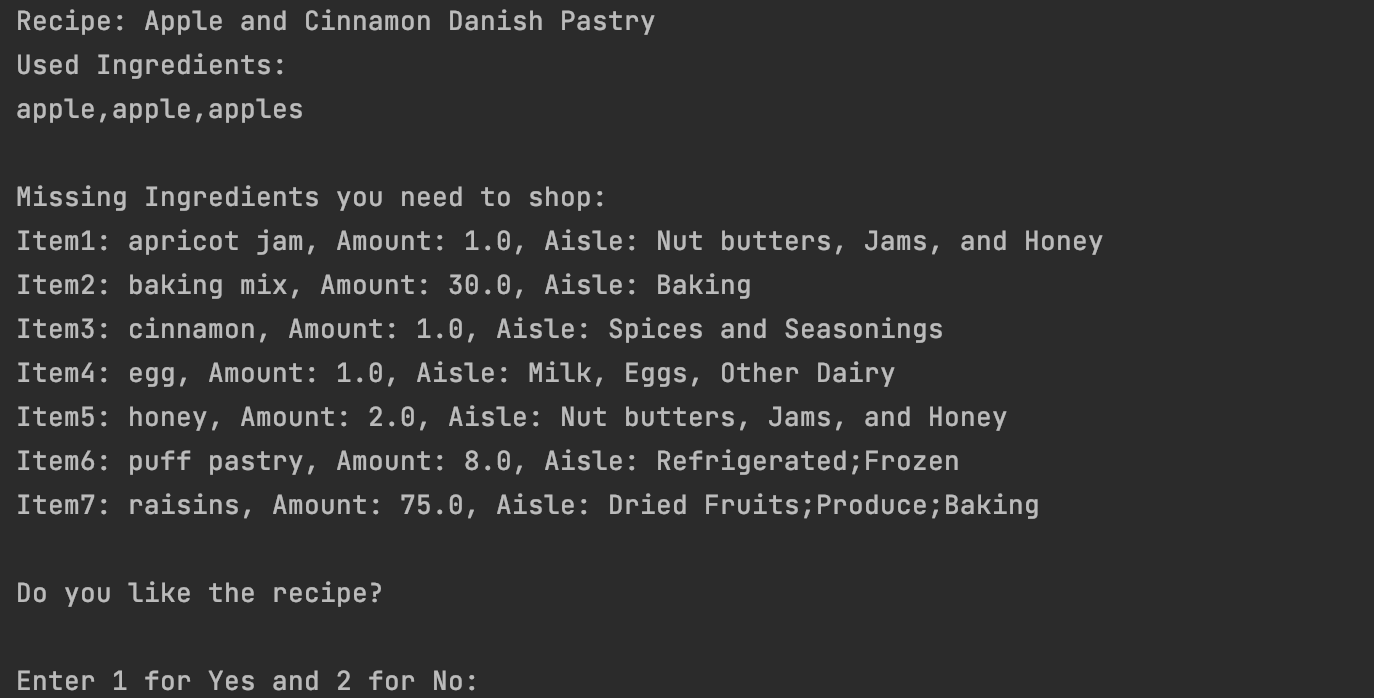 Recipe: Apple and Cinnamon Danish Pastry
Used Ingredients:
apple,apple,apples
Missing Ingredients you need to shop:
Item1: apricot jam, Amount: 1.0, Aisle: Nut butters, Jams, and Honey
Item2: baking mix, Amount: 30.0, Aisle: Baking
Item3: cinnamon, Amount: 1.0, Aisle: Spices and Seasonings
Item4: egg, Amount: 1.0, Aisle: Milk, Eggs, Other Dairy
Item5: honey, Amount: 2.0, Aisle: Nut butters, Jams, and Honey
Item6: puff pastry, Amount: 8.0, Aisle: Refrigerated;Frozen
Item7: raisins, Amount: 75.0, Aisle: Dried Fruits;Produce;Baking
Do you like the recipe?
Enter 1 for Yes and 2 for No: